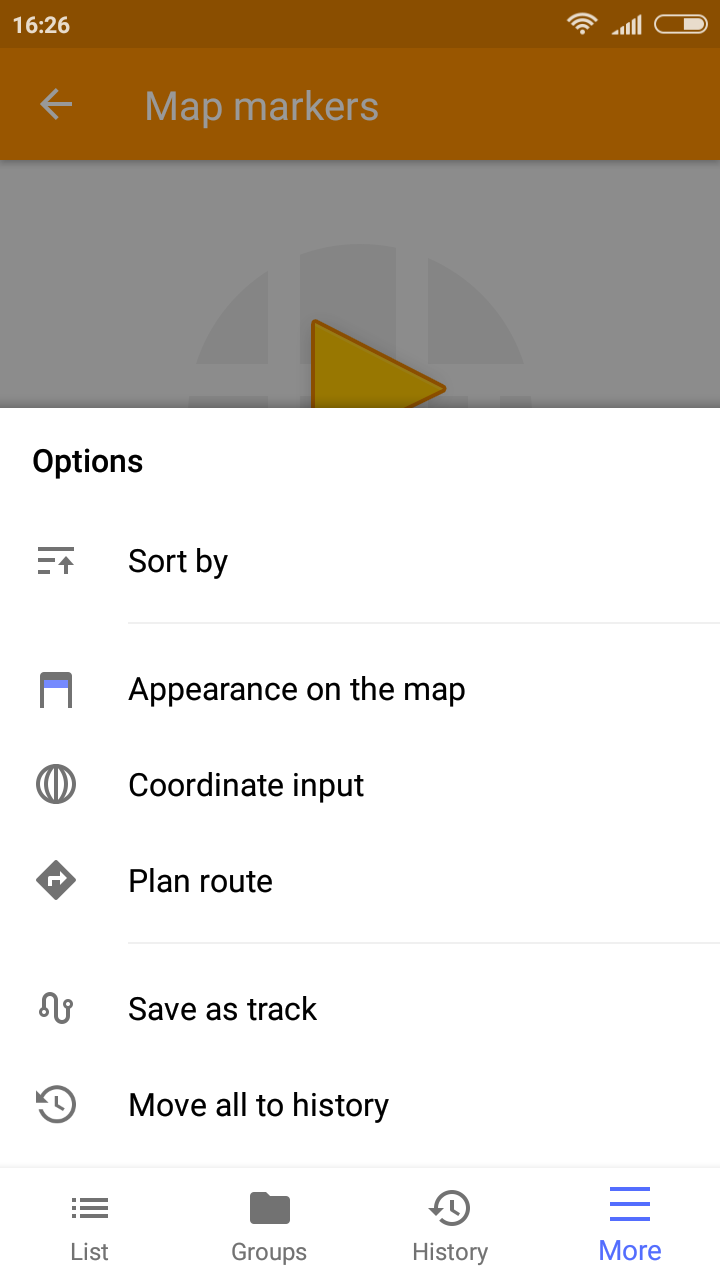 16:26
Map markers
Options
Sort by
Appearance on the map
Coordinate input
Plan route
Save as track
Move all to history
List
Groups
History
More